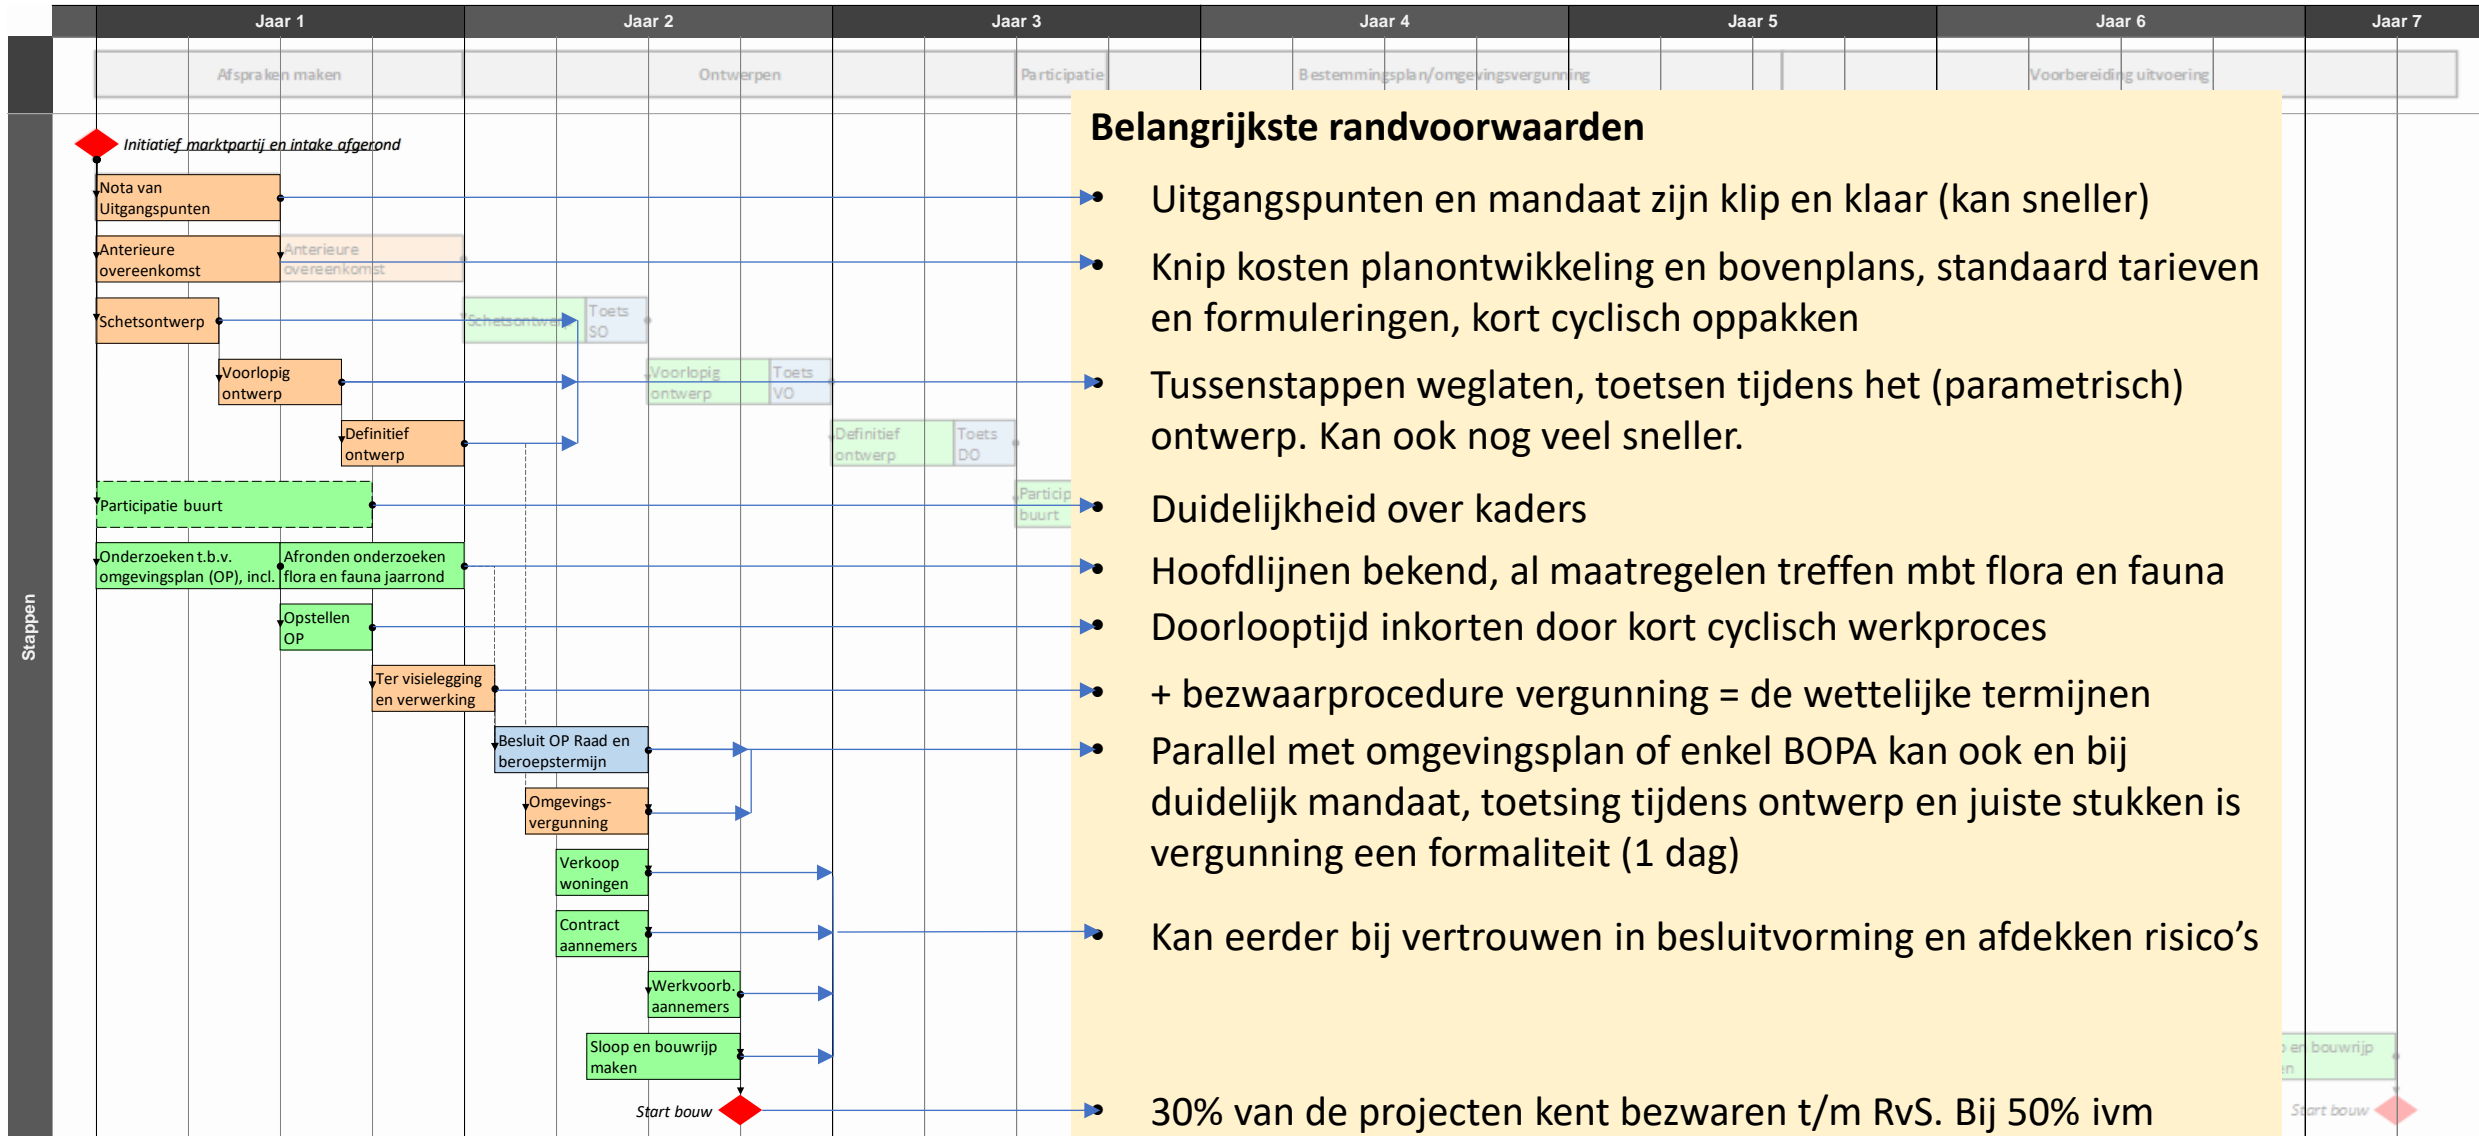 Jaar 1
Jaar 2
Jaar 3
Jaar 4
Jaar 5
Jaar 6
Jaar 7
Afspraken maken
Ontwerpen
Participatie
Bestemmingsplan/omgevingsvergunning
Voorbereiding uitvoering
Stappen
Initiatief marktpartij en intake afgerond
Nota van
Uitgangspunten
Anterieure
overeenkomst
Anterieure
overeenkomst
Schetsontwerp
Schetsontwerp
Toets
SO
Voorlopig
ontwerp
Voorlopig
ontwerp
Toets
VO
Definitief
ontwerp
Definitief
ontwerp
Toets
DO
Participatie buurt
Particip
buurt
Onderzoeken t.b.v.
omgevingsplan (OP), incl.
Afronden onderzoeken
flora en fauna jaarrond
Opstellen
OP
Ter visielegging
en verwerking
Besluit OP Raad en
beroepstermijn
Omgevings-
vergunning
Verkoop
woningen
Contract
aannemers
Werkvoorb.
aannemers
Sloop en bouwrijp
maken
Start bouw
Belangrijkste randvoorwaarden
• Uitgangspunten en mandaat zijn klip en klaar (kan sneller)
• Knip kosten planontwikkeling en bovenplans, standaard tarieven
en formuleringen, kort cyclisch oppakken
• Tussenstappen weglaten, toetsen tijdens het (parametrisch)
ontwerp. Kan ook nog veel sneller.
• Duidelijkheid over kaders
• Hoofdlijnen bekend, al maatregelen treffen mbt flora en fauna
• Doorlooptijd inkorten door kort cyclisch werkproces
• + bezwaarprocedure vergunning = de wettelijke termijnen
• Parallel met omgevingsplan of enkel BOPA kan ook en bij
duidelijk mandaat, toetsing tijdens ontwerp en juiste stukken is
vergunning een formaliteit (1 dag)
• Kan eerder bij vertrouwen in besluitvorming en afdekken risico’s
• 30% van de projecten kent bezwaren t/m RvS. Bij 50% ivm
en bouwrijp
en
Start bouw